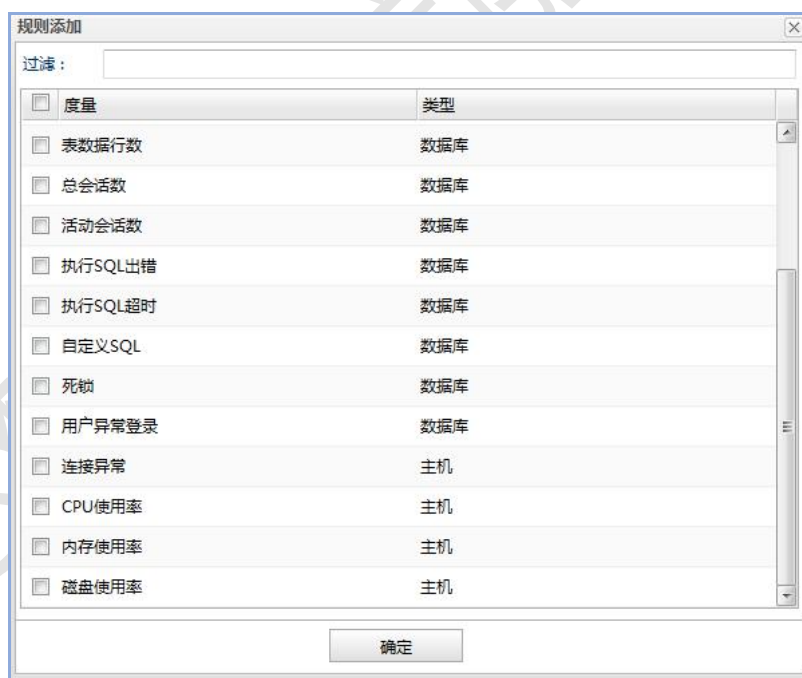 规则添加
过滤：
度量 类型
表数据行数 数据库
总会话数 数据库
活动会话数 数据库
执行SQL出错 数据库
执行SQL超时 数据库
自定义SQL 数据库
死锁 数据库
用户异常登录 数据库
连接异常 主机
CPU使用率 主机
内存使用率 主机
磁盘使用率 主机
确定